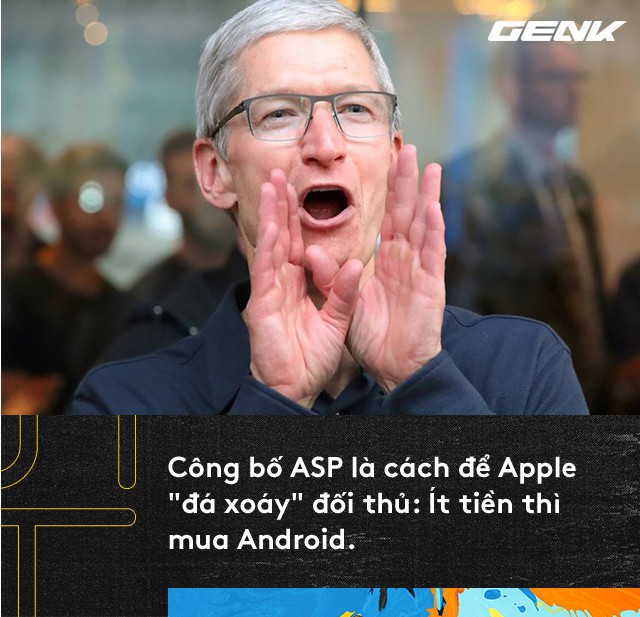 GENK
Công bố ASP là cách để Apple
"đá xoáy" đối thủ: Ít tiền thì
mua Android.